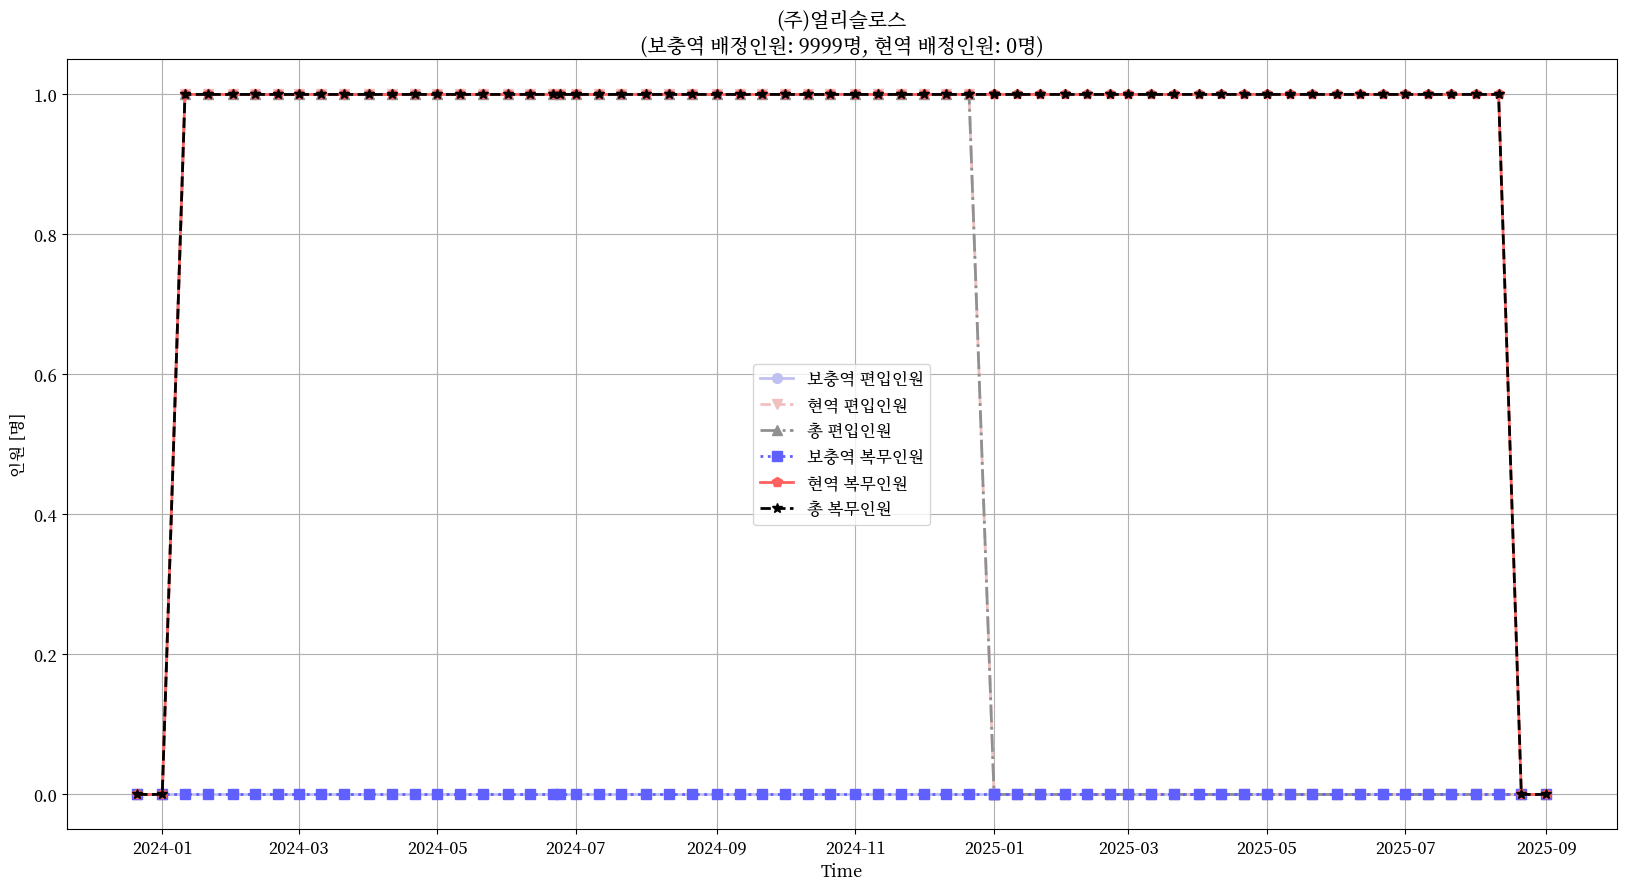 (주)얼리슬로스
(보충역 배정인원: 9999명, 현역 배정인원: 0명)
인원 [명]
1.0
0.8
0.6
0.4
0.2
0.0
보충역 편입인원
현역 편입인원
총 편입인원
보충역 복무인원
현역 복무인원
총 복무인원
2024-01
2024-03
2024-05
2024-07
2024-09
2024-11
2025-01
2025-03
2025-05
2025-07
2025-09
Time